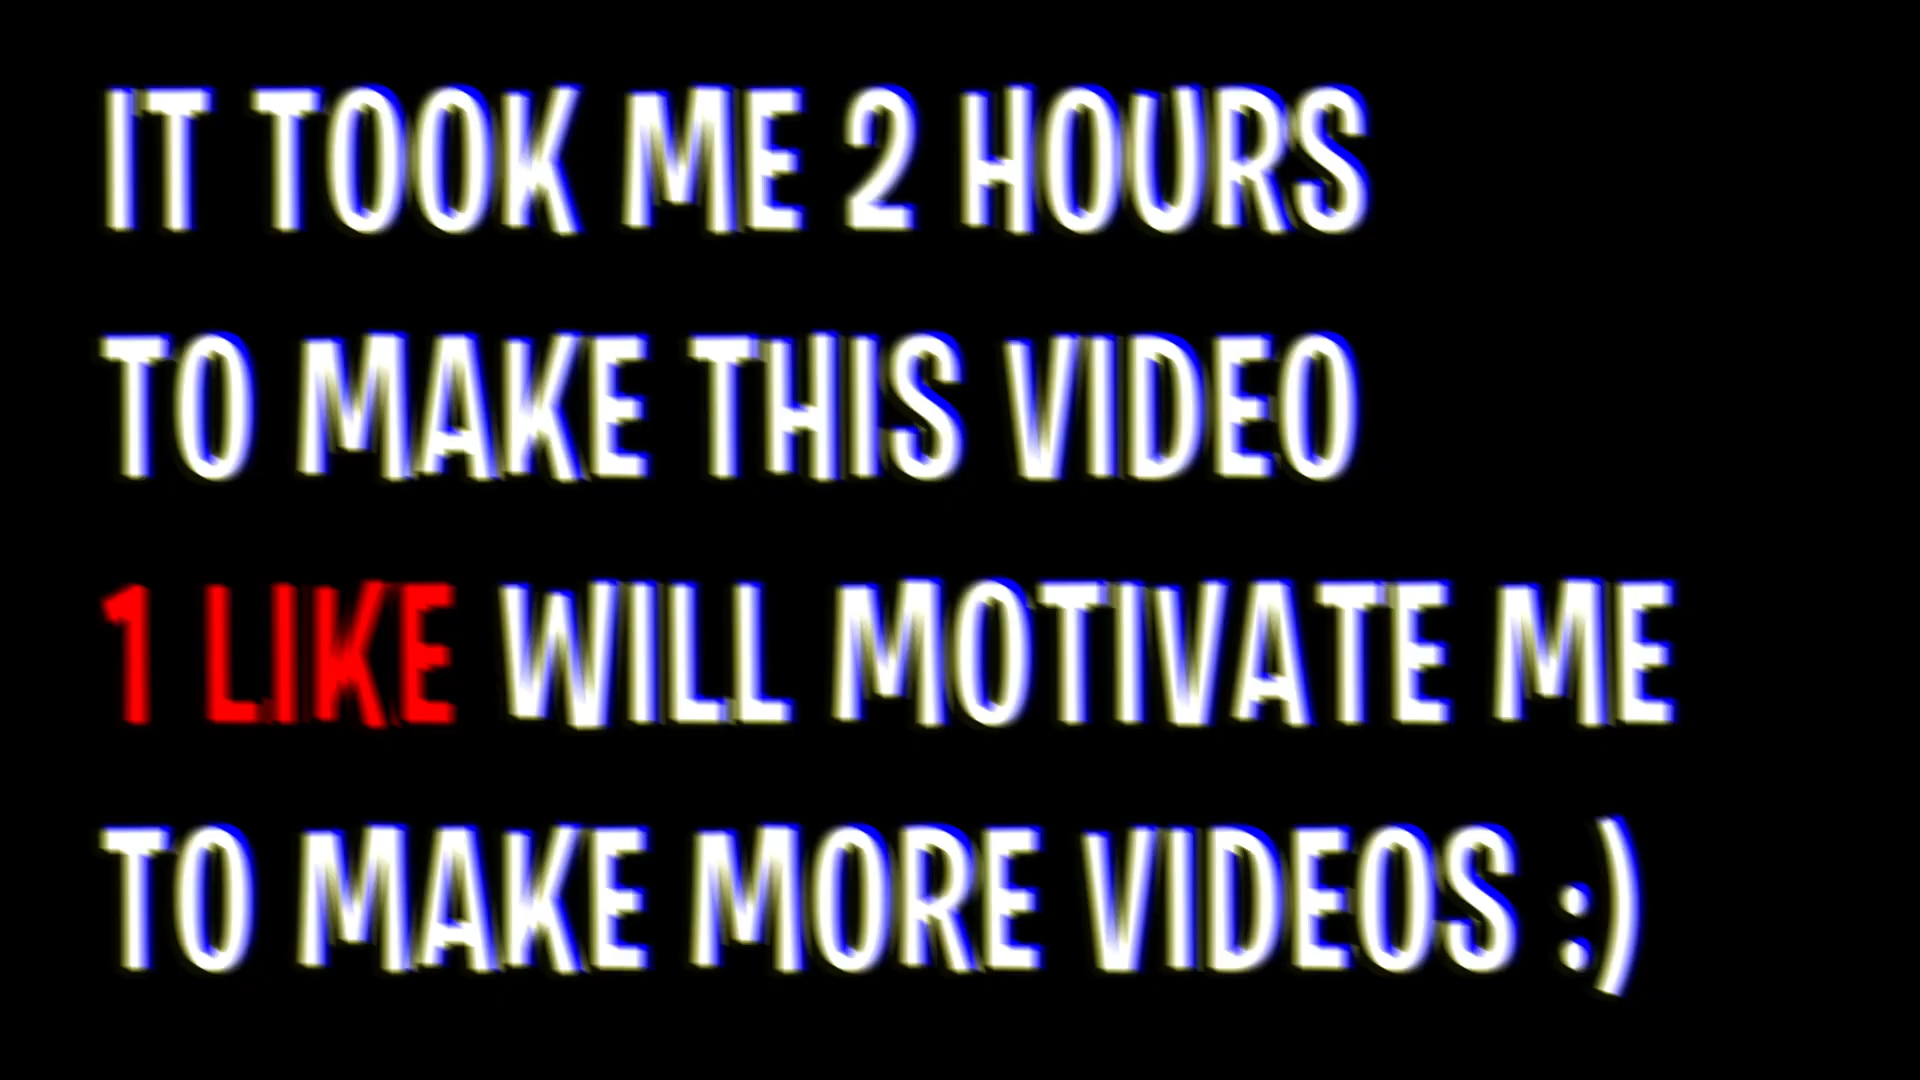 IT TOOK ME 2 HOURS
TO MAKE THIS VIDEO
1 LIKE WILL MOTIVATE ME
TO MAKE MORE VIDEOS :)